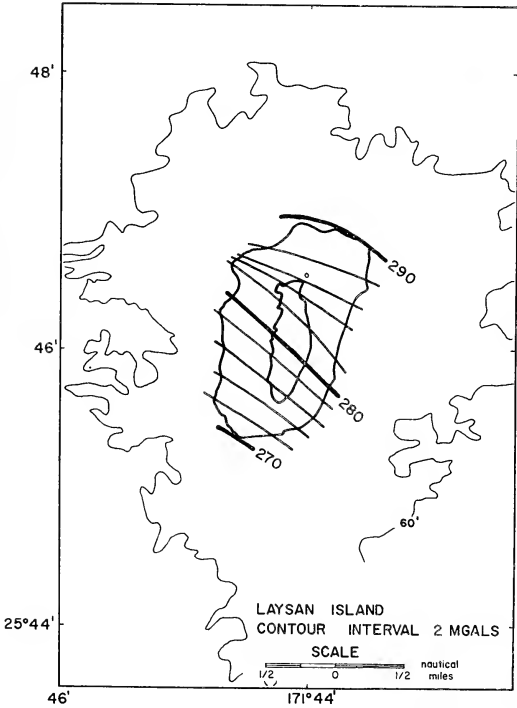 48'
290
46'
280
270
60'
25°44'
LAYSAN ISLAND
CONTOUR INTERVAL 2 MGALS
SCALE
1/2 0 1/2 nautical miles
46' 171°44'